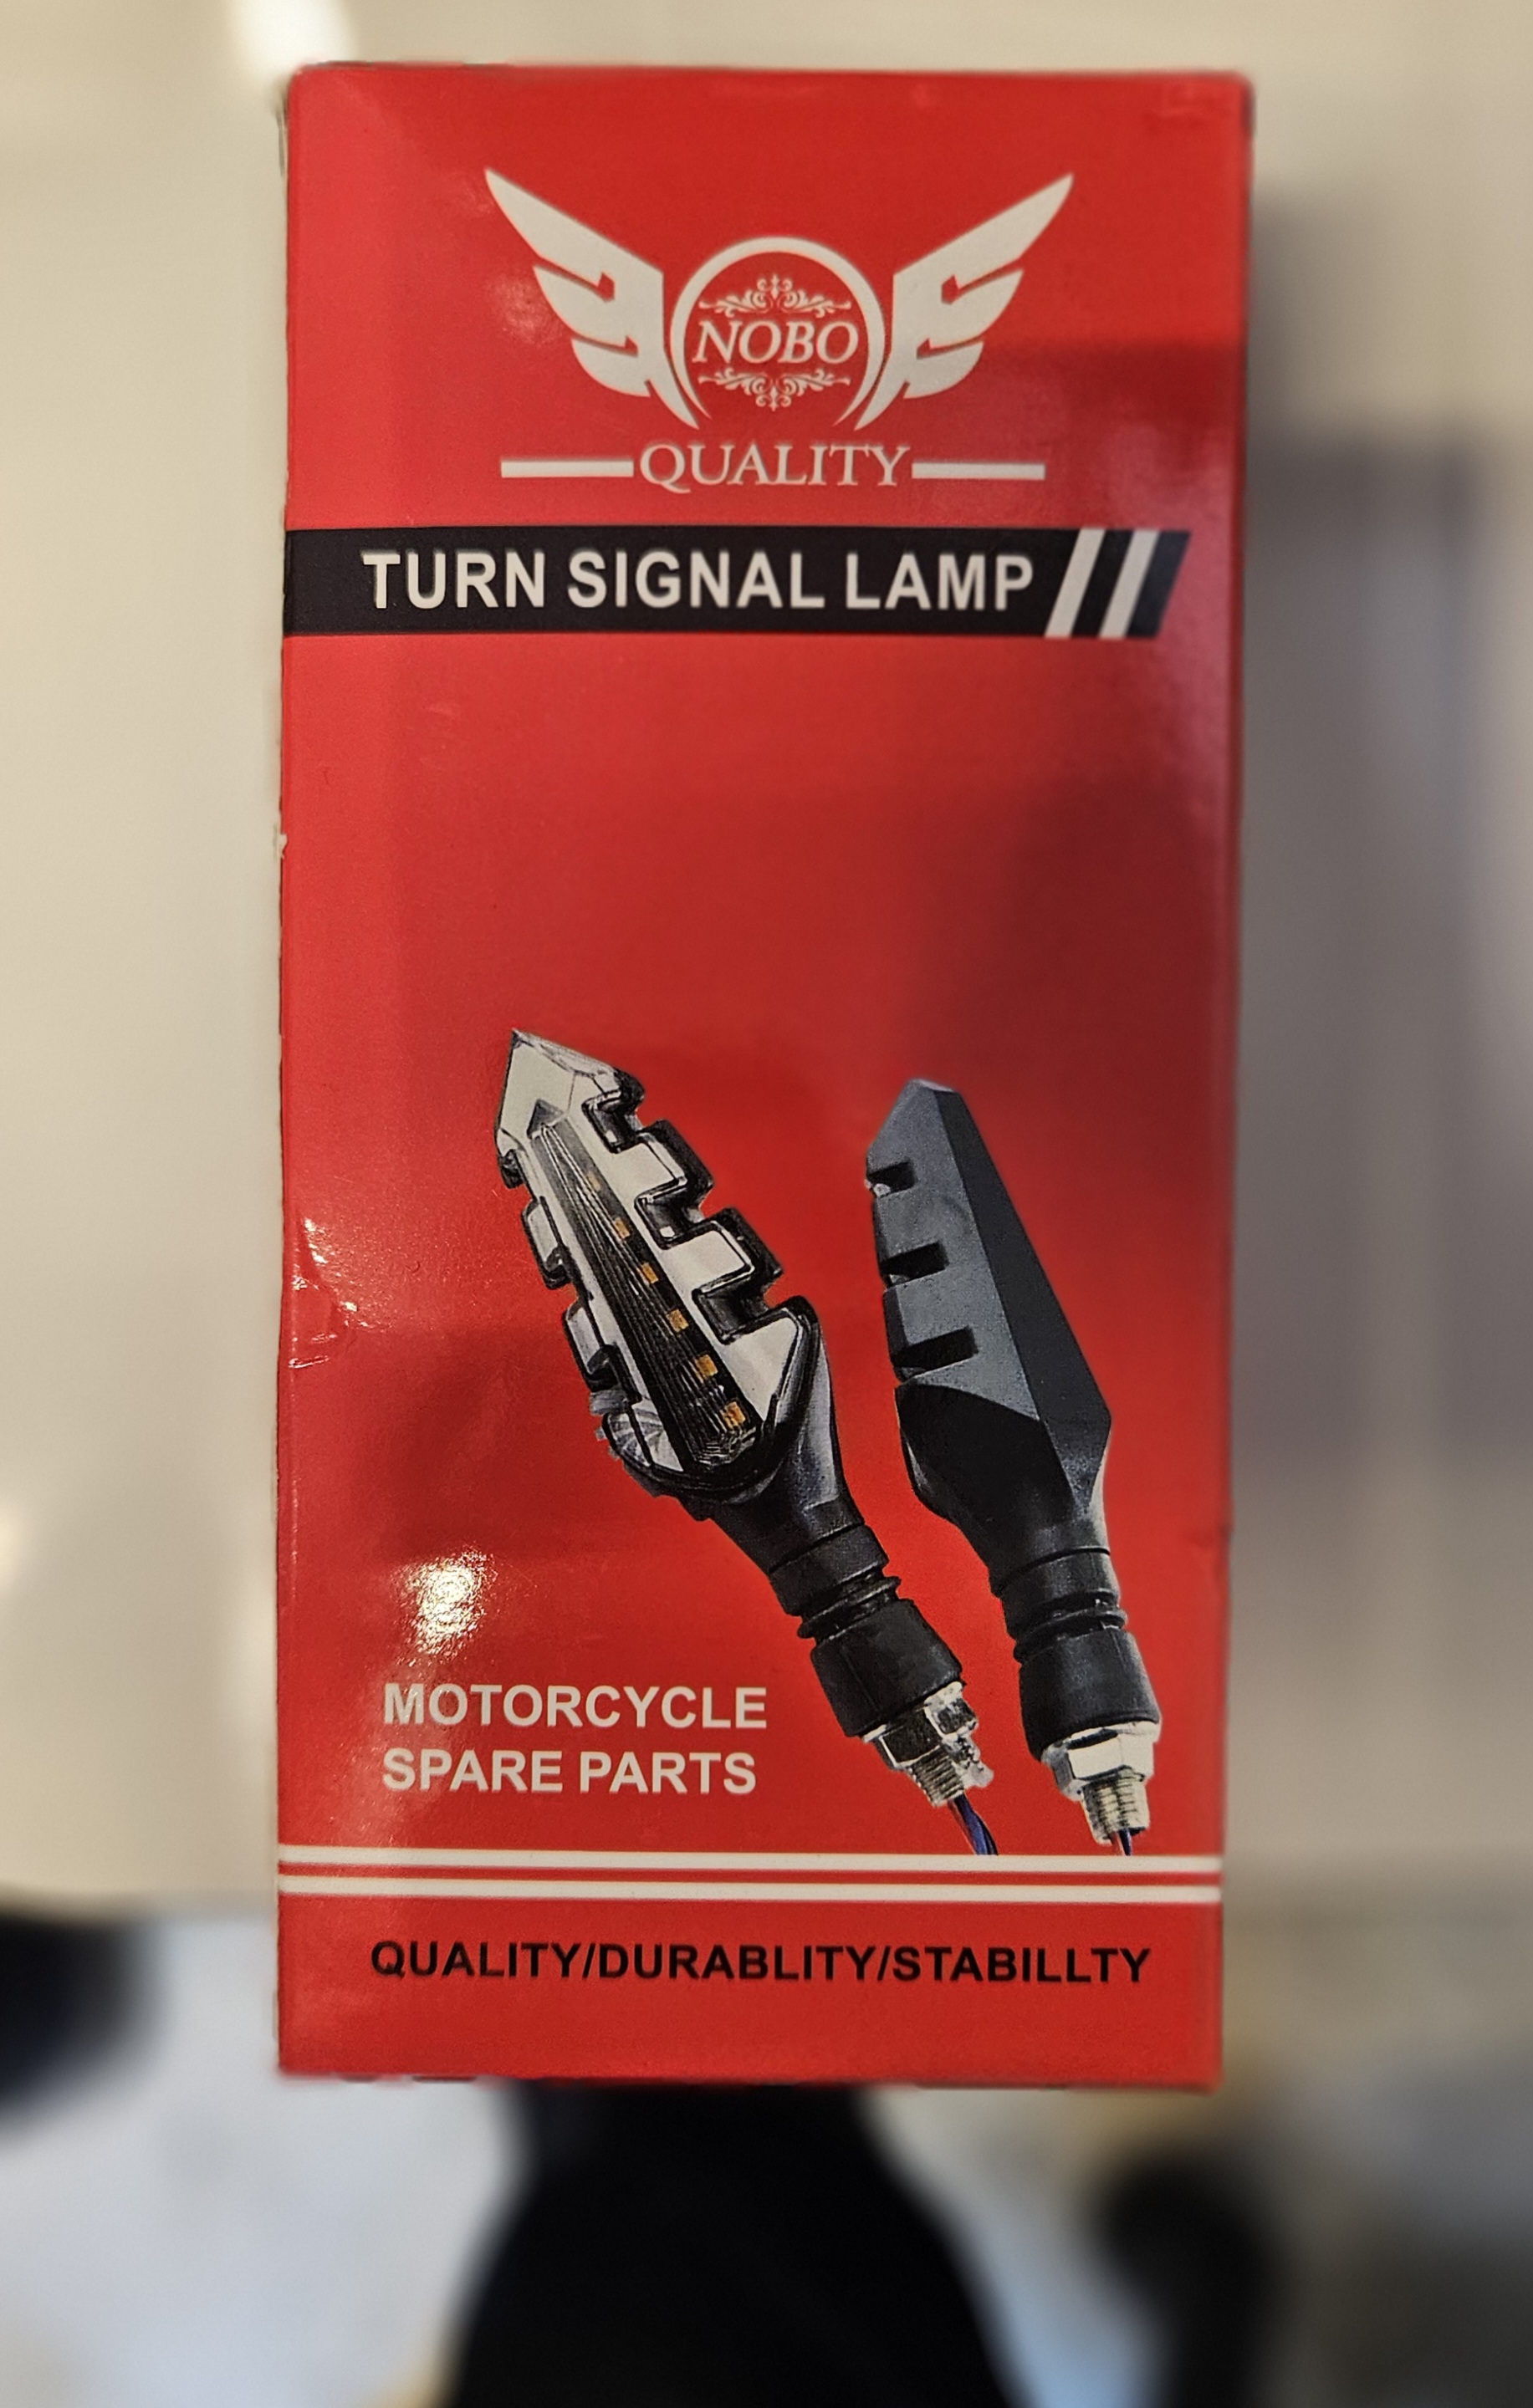 NOBO
QUALITY
TURN SIGNAL LAMP
MOTORCYCLE
SPARE PARTS
QUALITY/DURABLITY/STABILLTY